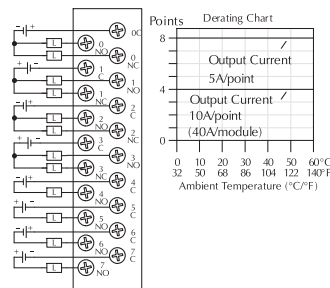 Points
Derating Chart
8
Output Current
5A/point
4
Output Current
10A/point
(40A/module)
0
0 10 20 30 40 50 60°C
32 50 68 86 104 122 140°F
Ambient Temperature (°C/°F)
- +
0C
L
0
NO
L
0
NC
+ -
1
C
L
1
NO
L
1
NC
- +
2
C
L
2
NO
L
2
NC
+ -
3
C
L
3
NO
L
3
NC
- +
4
C
L
4
NO
+ -
5
C
L
5
NO
- +
6
C
L
6
NO
+ -
7
C
L
7
NO